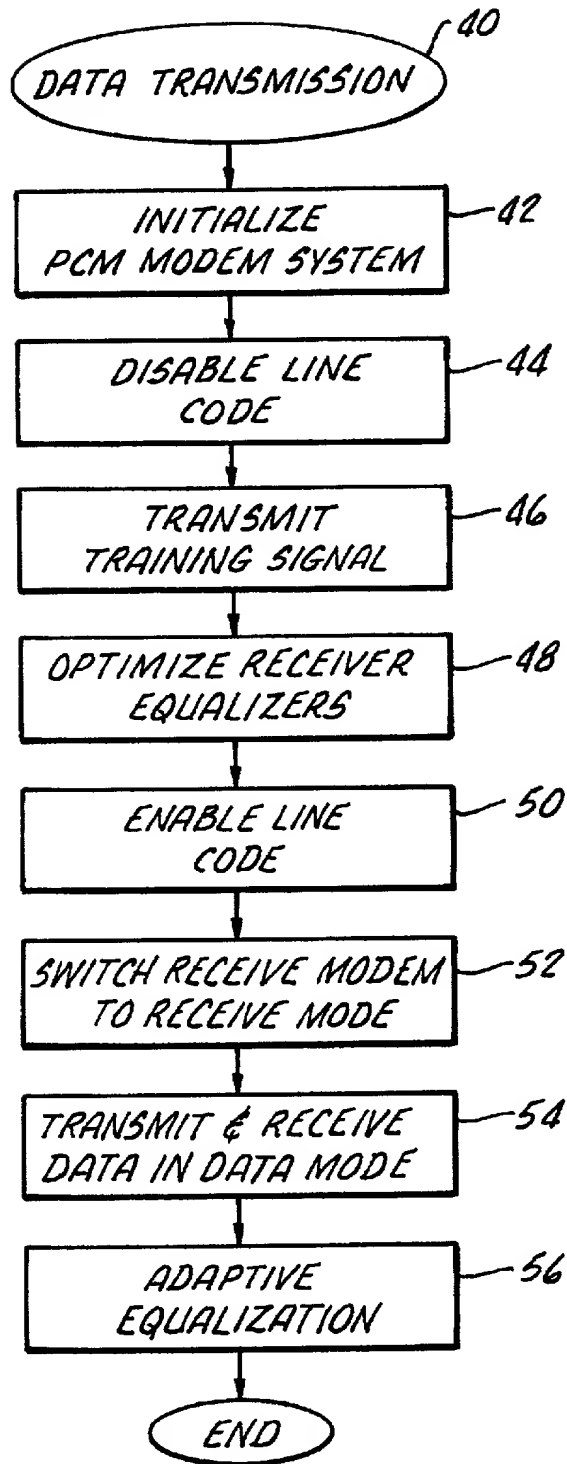 40
DATA TRANSMISSION
INITIALIZE
PCM MODEM SYSTEM
42
DISABLE LINE
CODE
44
TRANSMIT
TRAINING SIGNAL
46
OPTIMIZE RECEIVER
EQUALIZERS
48
ENABLE LINE
CODE
50
SWITCH RECEIVE MODEM
TO RECEIVE MODE
52
TRANSMIT & RECEIVE
DATA IN DATA MODE
54
ADAPTIVE
EQUALIZATION
56
END